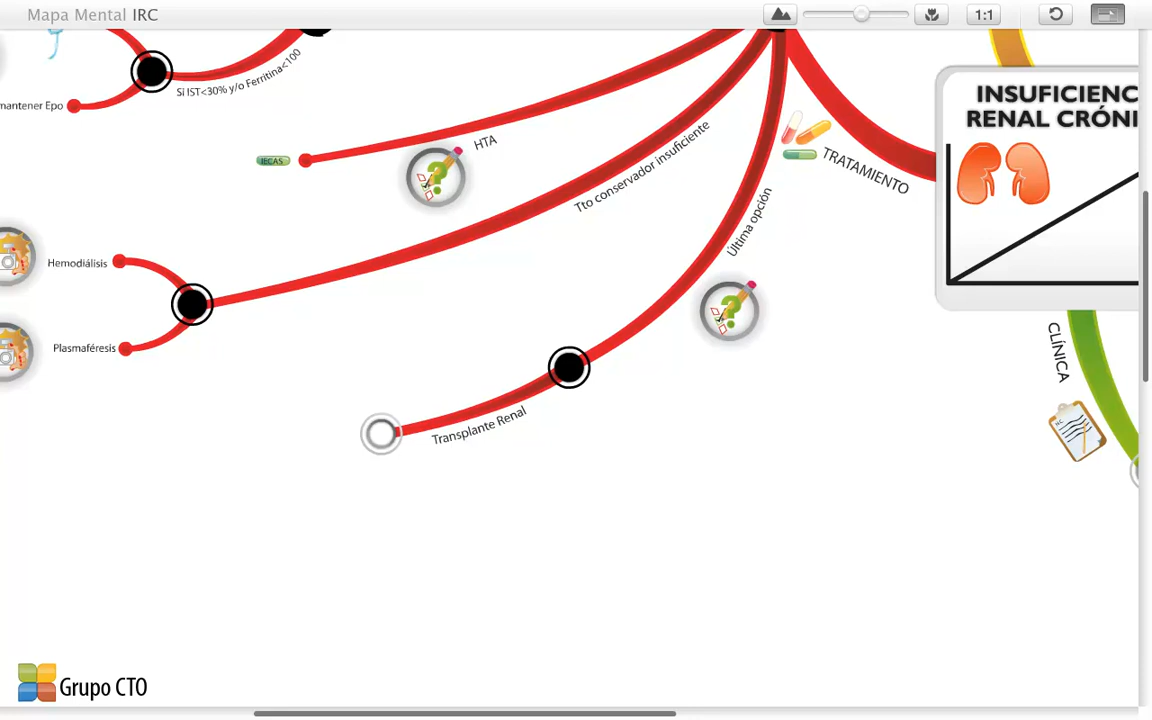 Mapa Mental IRC
1:1
Si IST<30% y/o Ferritina<100
mantener Epo
HTA
IECAS
Tto conservador insuficiente
TRATAMIENTO
INSUFICIENC
RENAL CRÓNI
Última opción
Hemodiálisis
Plasmaféresis
CLÍNICA
Transplante Renal
Grupo CTO